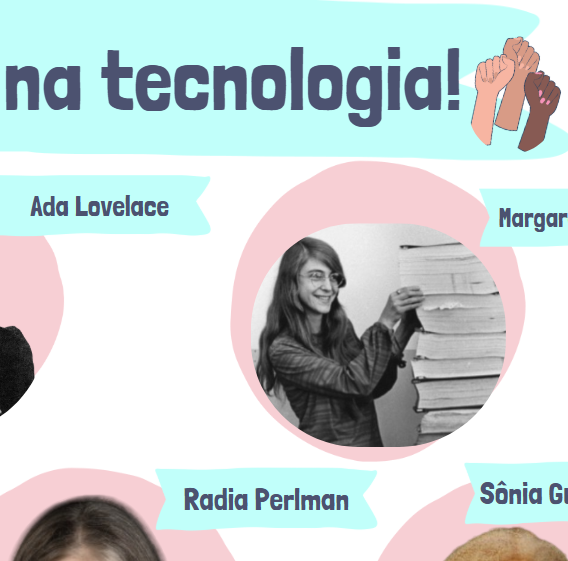 na tecnologia!
Ada Lovelace
Margar
Radia Perlman
Sônia Gu